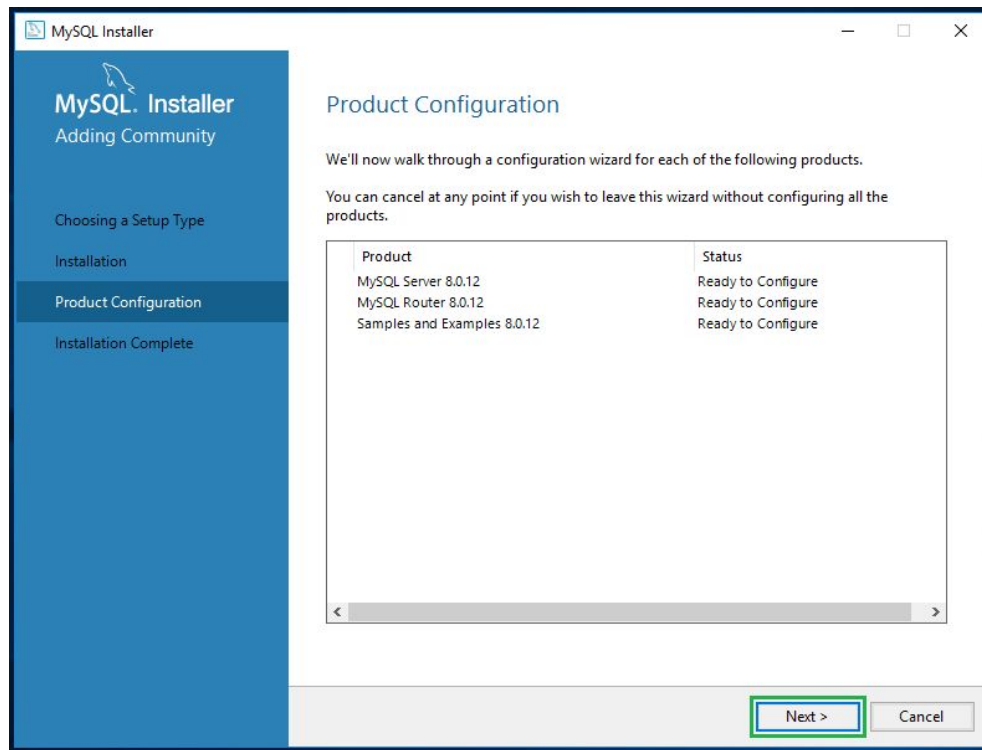 MySQL Installer
MySQL. Installer
Adding Community
Choosing a Setup Type
Installation
Product Configuration
Installation Complete
Product Configuration
We'll now walk through a configuration wizard for each of the following products.
You can cancel at any point if you wish to leave this wizard without configuring all the
products.
Product Status
MySQL Server 8.0.12 Ready to Configure
MySQL Router 8.0.12 Ready to Configure
Samples and Examples 8.0.12 Ready to Configure
Next > Cancel